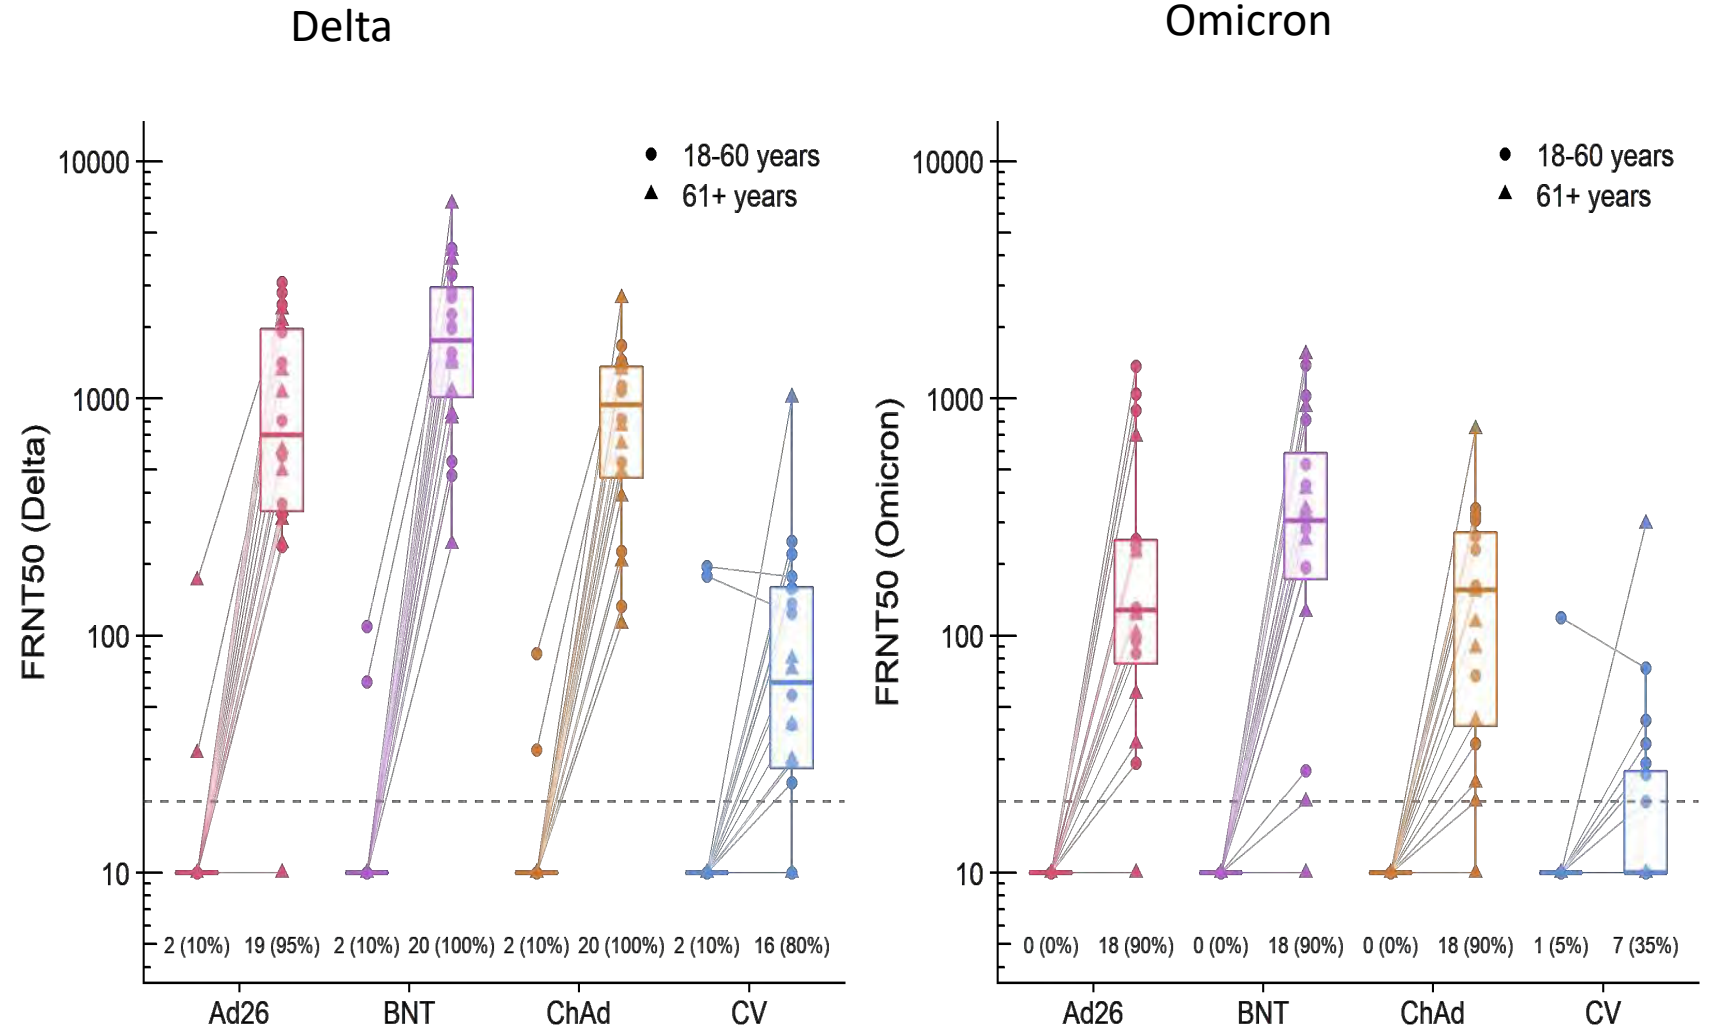 Delta
10000
1000
100
10
FRNT50 (Delta)
18-60 years
61+ years
2 (10%) 19 (95%) 2 (10%) 20 (100%) 2 (10%) 20 (100%) 2 (10%) 16 (80%)
Ad26 BNT ChAd CV
Omicron
10000
1000
100
10
FRNT50 (Omicron)
18-60 years
61+ years
0 (0%) 18 (90%) 0 (0%) 18 (90%) 0 (0%) 18 (90%) 1 (5%) 7 (35%)
Ad26 BNT ChAd CV